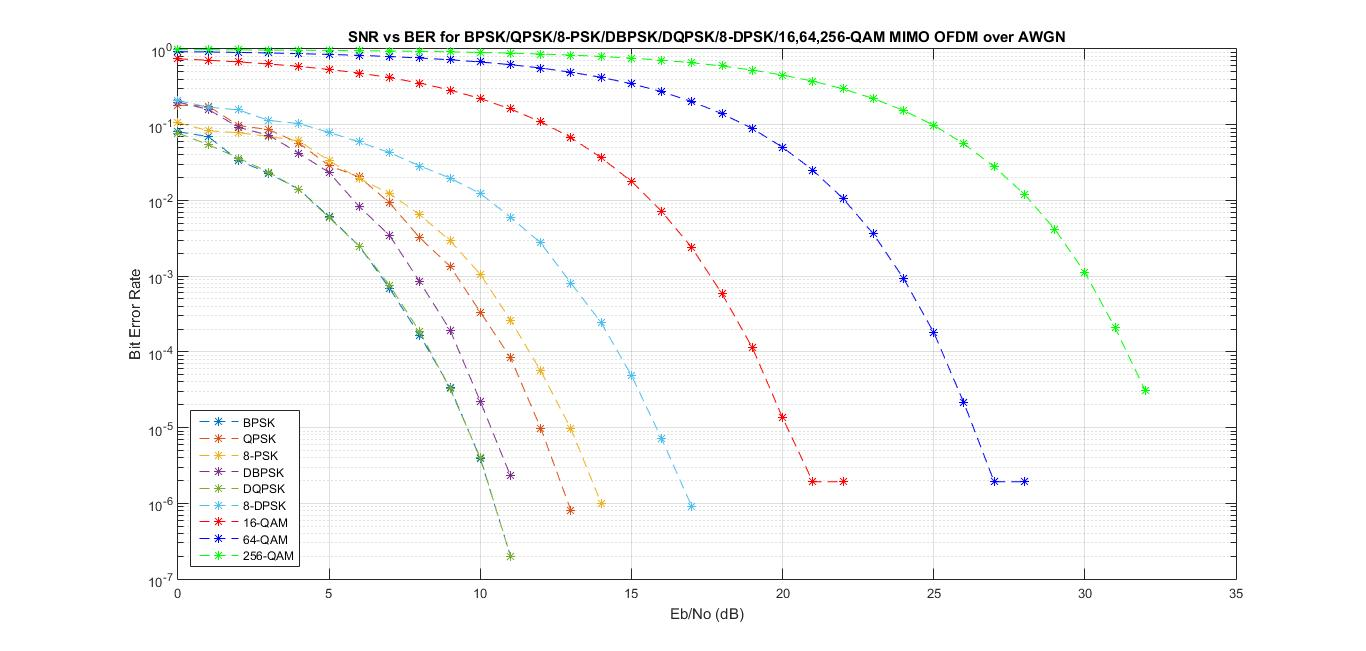 SNR vs BER for BPSK/QPSK/8-PSK/DBPSK/DQPSK/8-DPSK/16,64,256-QAM MIMO OFDM over AWGN
Bit Error Rate
10^0
10^-1
10^-2
10^-3
10^-4
10^-5
10^-6
10^-7
BPSK
QPSK
8-PSK
DBPSK
DQPSK
8-DPSK
16-QAM
64-QAM
256-QAM
0 5 10 15 20 25 30 35
Eb/No (dB)